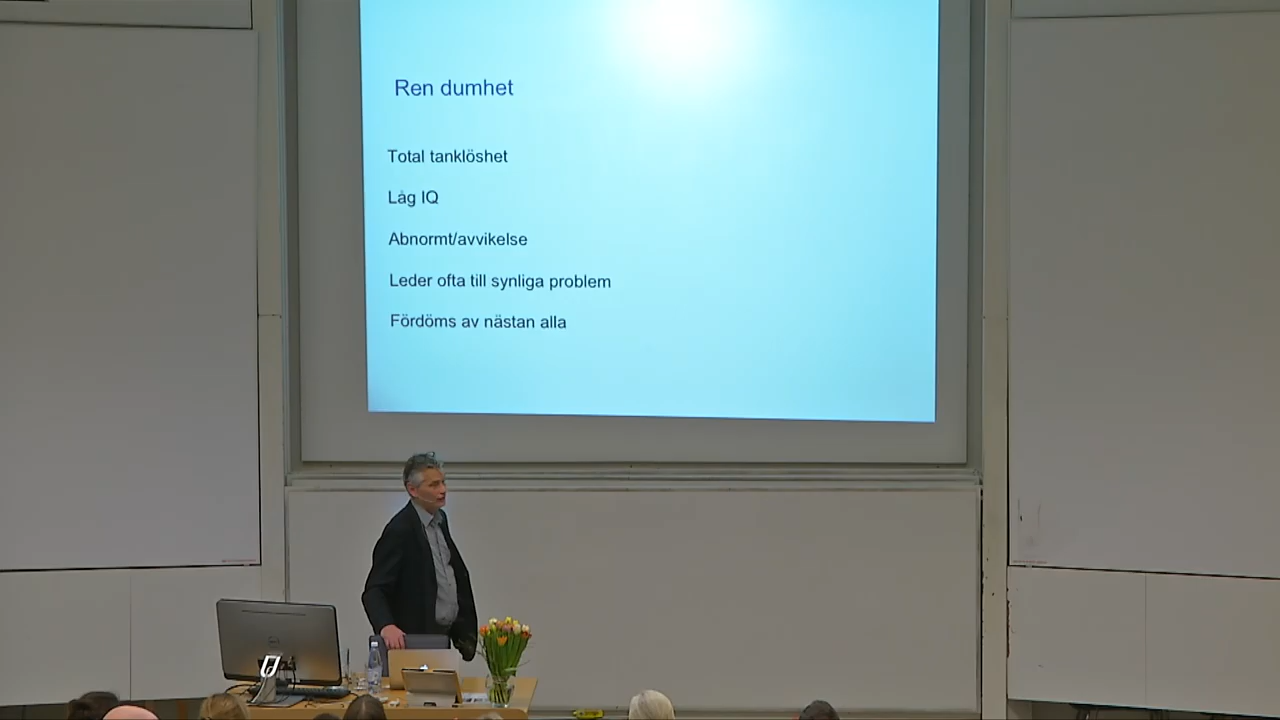 Ren dumhet
Total tanklöshet
Låg IQ
Abnormt/avvikelse
Leder ofta till synliga problem
Fördöms av nästan alla